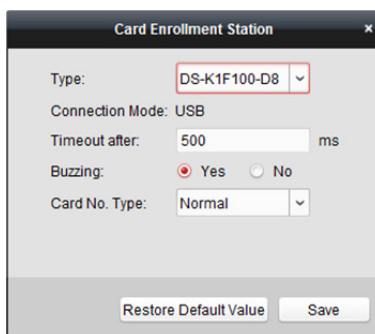 Card Enrollment Station ×
Type: DS-K1F100-D8
Connection Mode: USB
Timeout after: 500 ms
Buzzing: Yes No
Card No. Type: Normal
Restore Default Value Save